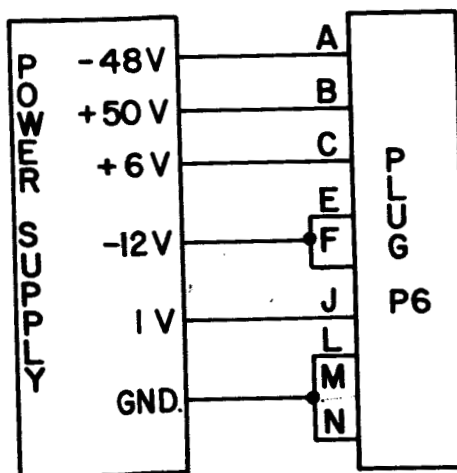 POWER SUPPLY
-48V
+50V
+6V
-12V
1V
GND.
A
B
C
E
F
J
L
M
N
PLUG
P6